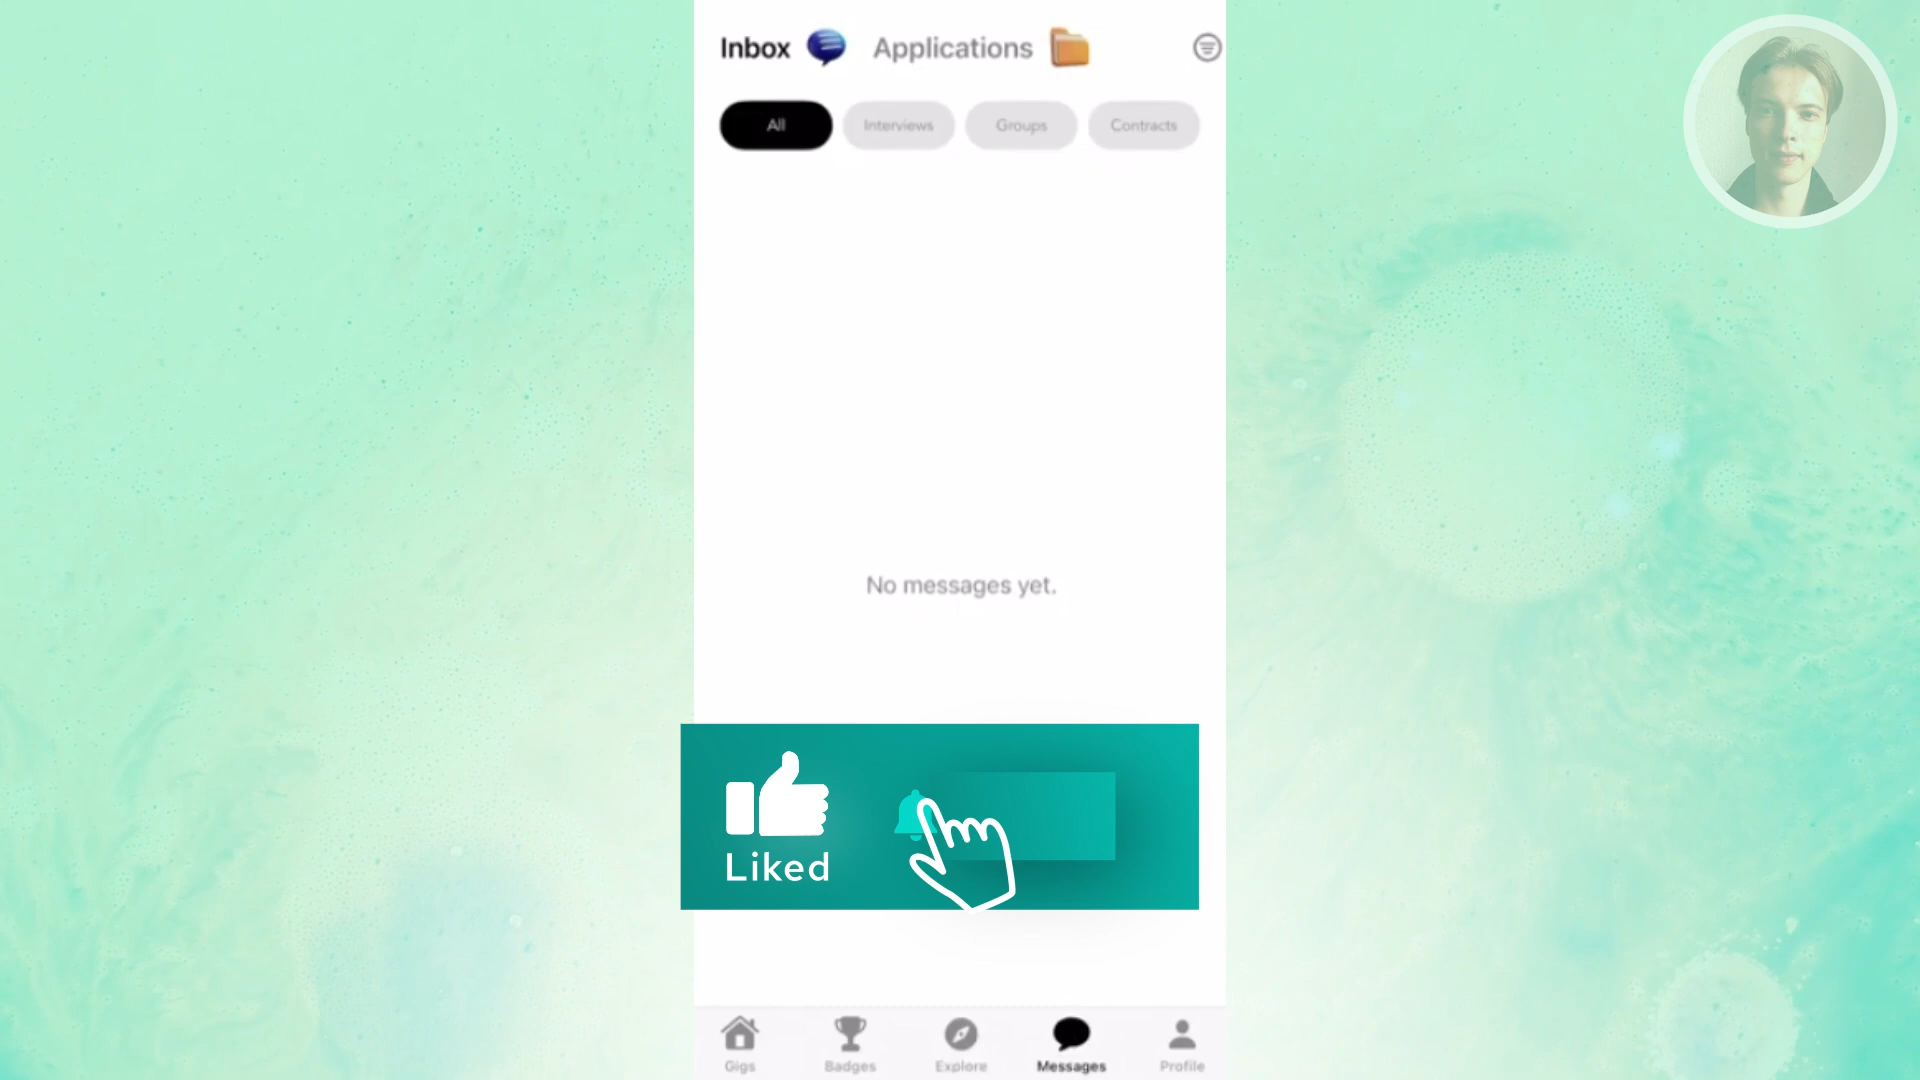 Inbox Applications
All Interviews Groups Contracts
No messages yet.
Liked
Gigs Badges Explore Messages Profile